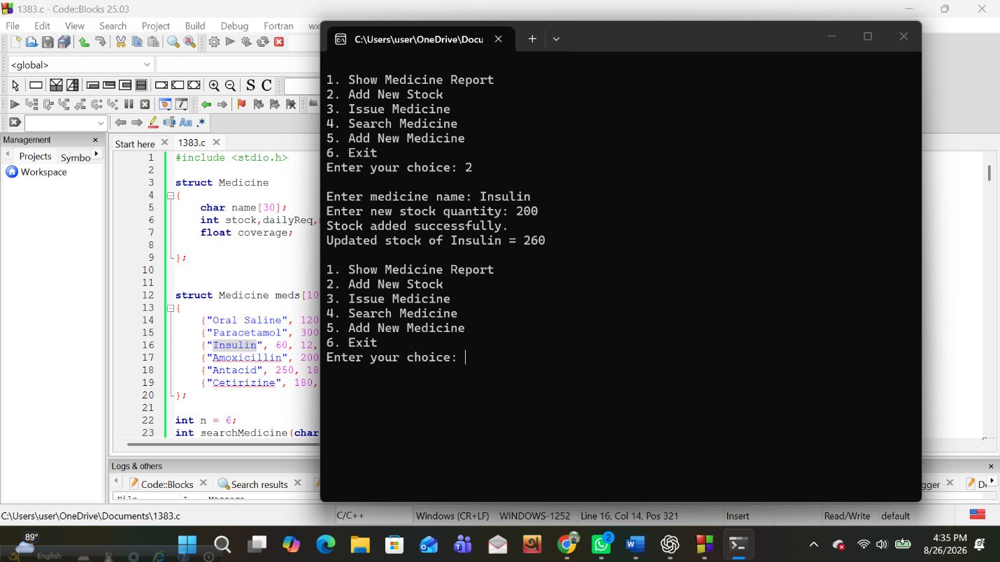 1383.c - Code::Blocks 25.03
File Edit View Search Project Build Debug Fortran
C:\Users\user\OneDrive\Docu
<global>
S C
Management
Projects Symbo
Workspace
Start here 1383.c
1 #include <stdio.h>
2
3 struct Medicine
4 {
5 char name[30];
6 int stock,dailyReq,
7 float coverage;
8
9 };
10
11
12 struct Medicine meds[10
13 {
14 {"Oral Saline", 120
15 {"Paracetamol", 300
16 {"Insulin", 60, 12,
17 {"Amoxicillin", 200
18 {"Antacid", 250, 18
19 {"Cetirizine", 180,
20 };
21
22 int n = 6;
23 int searchMedicine(char
1. Show Medicine Report
2. Add New Stock
3. Issue Medicine
4. Search Medicine
5. Add New Medicine
6. Exit
Enter your choice: 2
Enter medicine name: Insulin
Enter new stock quantity: 200
Stock added successfully.
Updated stock of Insulin = 260
1. Show Medicine Report
2. Add New Stock
3. Issue Medicine
4. Search Medicine
5. Add New Medicine
6. Exit
Enter your choice:
Logs & others
Code::Blocks Search results
C:\Users\user\OneDrive\Documents\1383.c C/C++ Windows (CR+LF) WINDOWS-1252 Line 16, Col 14, Pos 321 Insert Read/Write default
89°
English
2
4:35 PM
8/26/2026